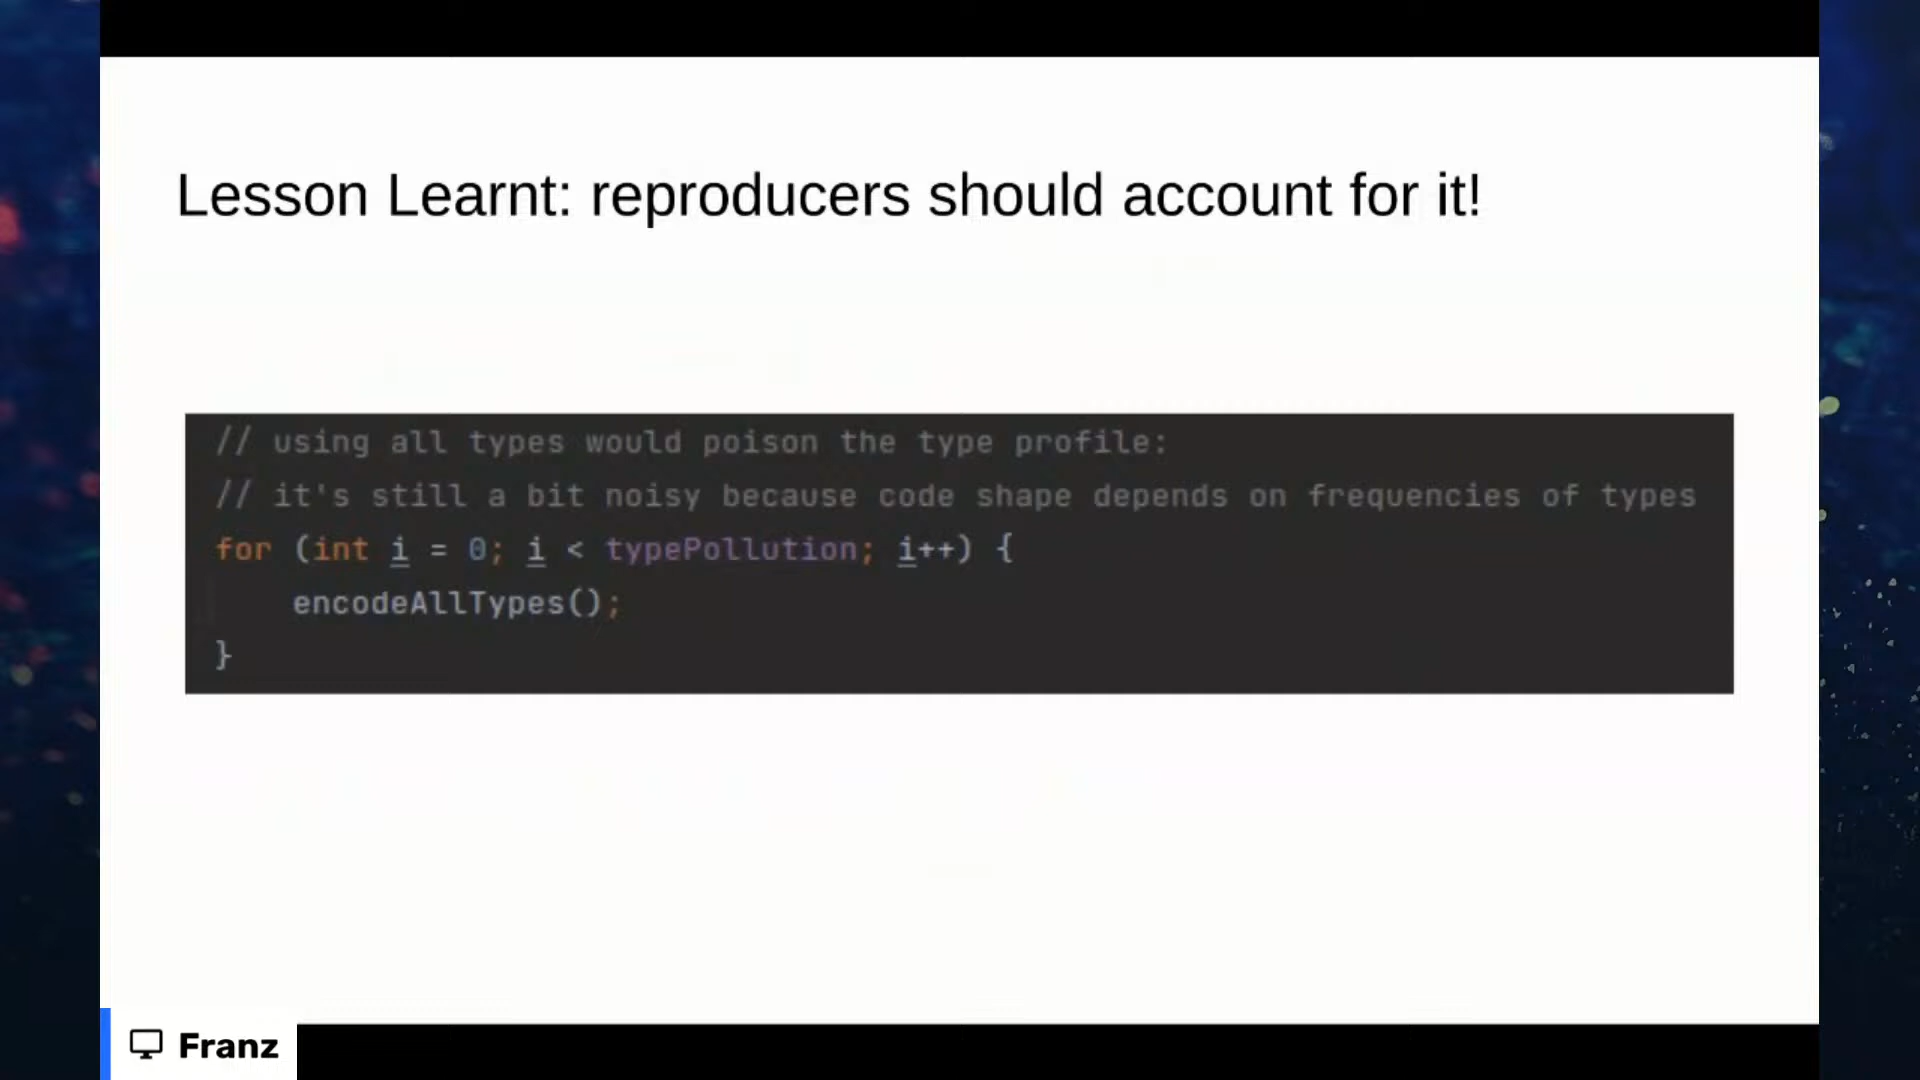 Lesson Learnt: reproducers should account for it!
// using all types would poison the type profile:
// it's still a bit noisy because code shape depends on frequencies of types
for (int i = 0; i < typePollution; i++) {
    encodeAllTypes();
}
Franz